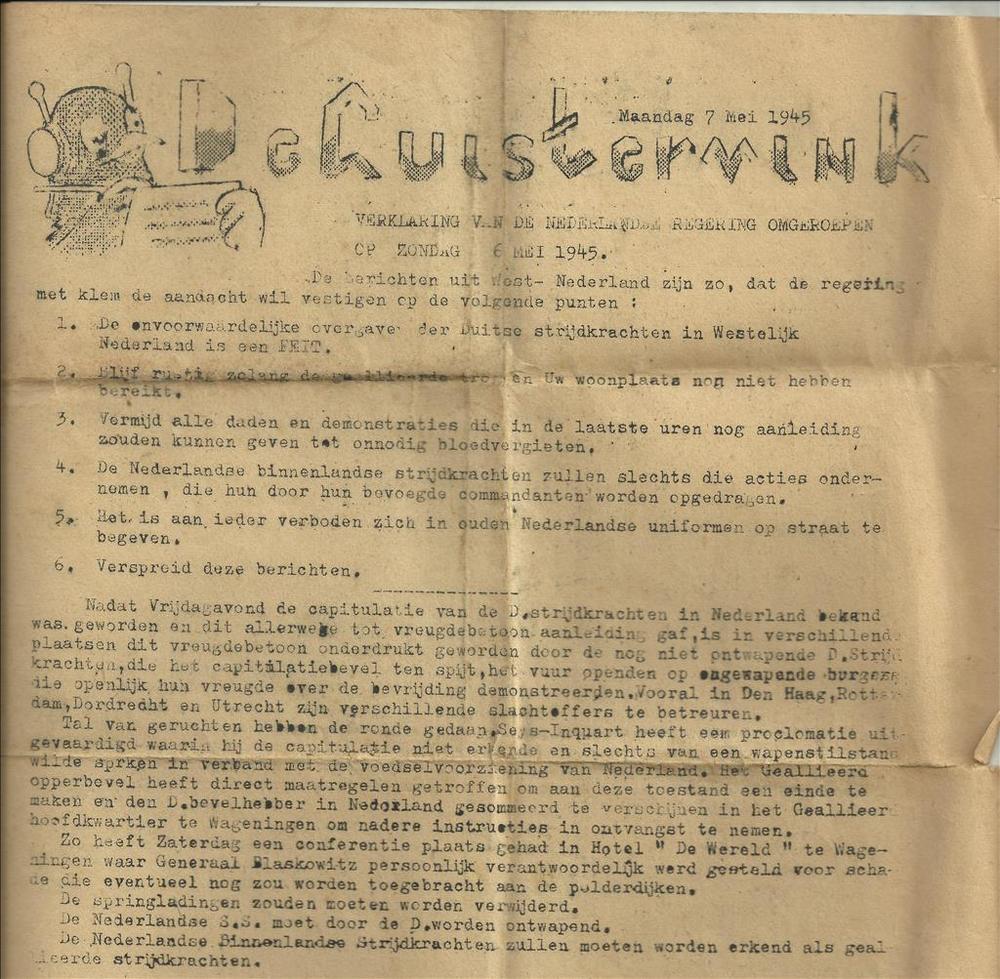 De Luistervink
Maandag 7 Mei 1945
VERKLARING VAN DE NEDERLANDSE REGERING OMGEROEPEN
OP ZONDAG 6 MEI 1945.
De berichten uit West- Nederland zijn zo, dat de regering
met klem de aandacht wil vestigen op de volgende punten :
1. De onvoorwaardelijke overgave der Duitse strijdkrachten in Westelijk
Nederland is een FEIT.
2. Blijf rustig zolang de geallieerde troepen Uw woonplaats non niet hebben
bereikt.
3. Vermijd alle daden en demonstraties die in de laatste uren nog aanleiding
zouden kunnen geven tot onnodig bloedvergieten.
4. De Nederlandse binnenlandse strijdkrachten zullen slechts die acties onder-
nemen , die hun door hun bevoegde commandanten worden opgedragen.
5. Het is aan ieder verboden zich in ouden Nederlandse uniformen op straat te
begeven.
6. Verspreid deze berichten.
Nadat Vrijdagavond de capitulatie van de D.strijdkrachten in Nederland bekend
was geworden en dit allerwege tot vreugdebetoon aanleiding gaf,is in verschillend
plaatsen dit vreugdebetoon onderdrukt geworden door de nog niet ontwapende D.Strijd
krachten,die het capitulatiebevel ten spijt,het vuur openden op ongewapende burgers
die openlijk hun vreugde over de bevrijding demonstreerden.Vooral in Den Haag,Rotter-
dam,Dordrecht en Utrecht zijn verschillende slachtoffers te betreuren.
Tal van geruchten hebben de ronde gedaan.Seys-Inquart heeft eem proclomatie uit-
gevaardigd waarin hij de capitulatie niet erkende en slechts van een wapenstilstand
wilde sprken in verband met de voedselvoorziening van Nederland. Het Geallieerd
opperbevel heeft direct maatregelen getroffen om aan deze toestand een einde te
maken en den D.bevelhebber in Nederland gesommeerd te verschijnen in het Geallieer
hoofdkwartier te Wageningen om nadere instructies in ontvangst te nemen.
Zo heeft Zaterdag een conferentie plaats gehad in Hotel " De Wereld " te Wage-
ningen waar Generaal Blaskowitz persoonlijk verantwoordelijk werd gesteld voor scha-
de die eventueel nog zou worden toegebracht aan de polderdijken.
De springladingen zouden moeten worden verwijderd.
De Nederlandse S.S. moet door de D.worden ontwapend.
De Nederlandse Binnenlandse Strijdkrachten zullen moeten worden erkend als geal
lieerde strijdkrachten.